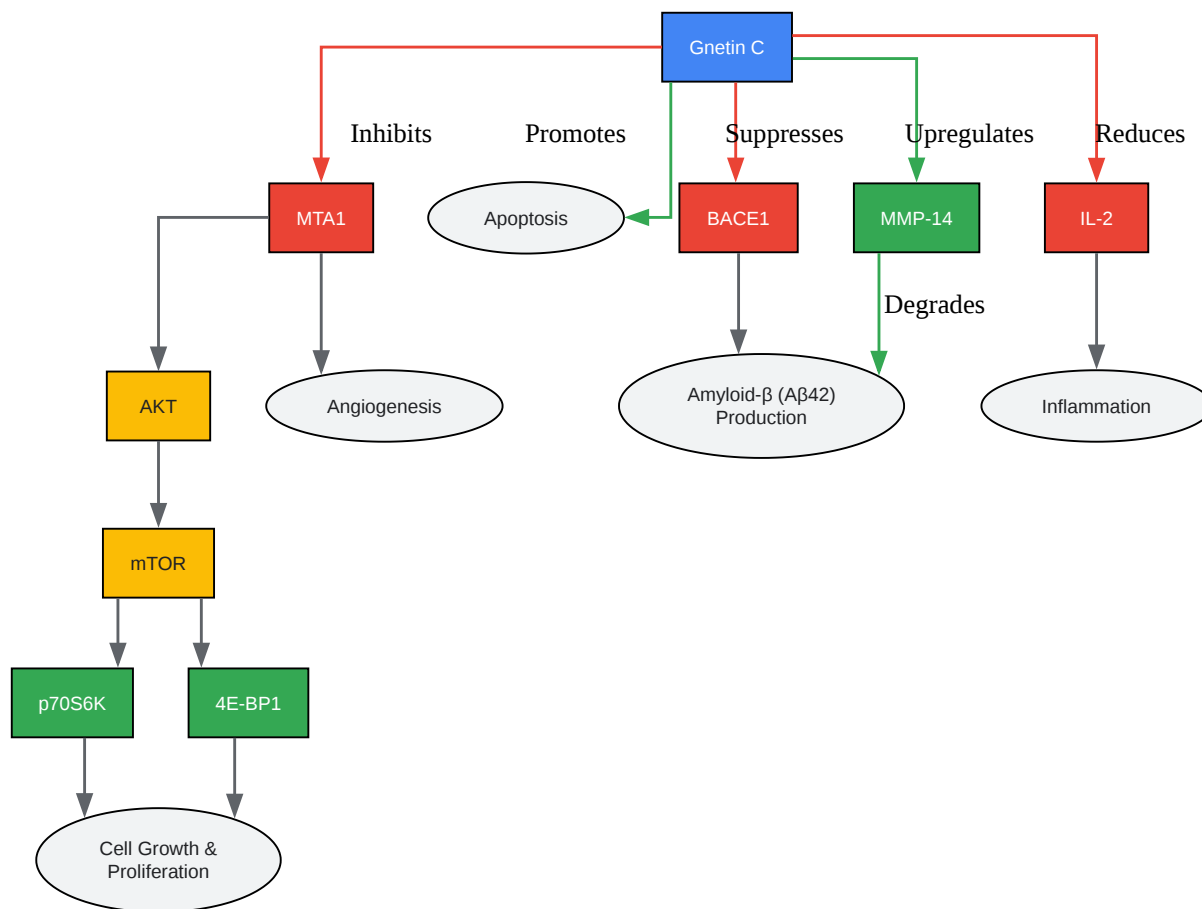 Gnetin C
Inhibits
Promotes
Suppresses
Upregulates
Reduces
MTA1
Apoptosis
BACE1
MMP-14
IL-2
Degrades
AKT
Angiogenesis
Amyloid-β (Aβ42)
Production
Inflammation
mTOR
p70S6K
4E-BP1
Cell Growth &
Proliferation